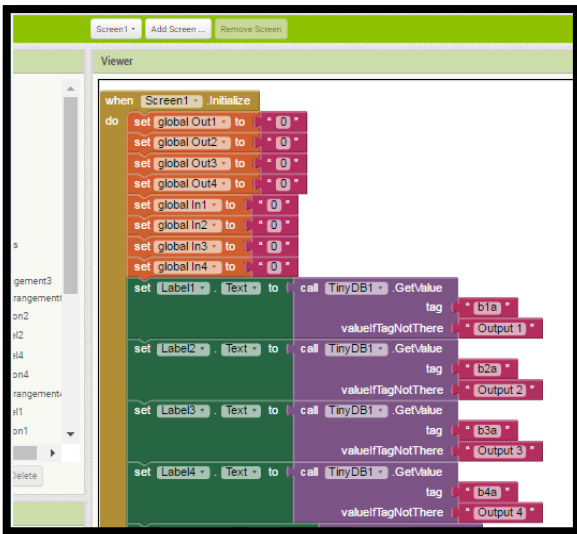 Screen1 Add Screen ... Remove Screen
Viewer
when Screen1 .Initialize
do set global Out1 to " 0 "
set global Out2 to " 0 "
set global Out3 to " 0 "
set global Out4 to " 0 "
set global In1 to " 0 "
set global In2 to " 0 "
set global In3 to " 0 "
set global In4 to " 0 "
set Label1 . Text to call TinyDB1 .GetValue
tag " b1a "
valueIfTagNotThere " Output 1 "
set Label2 . Text to call TinyDB1 .GetValue
tag " b2a "
valueIfTagNotThere " Output 2 "
set Label3 . Text to call TinyDB1 .GetValue
tag " b3a "
valueIfTagNotThere " Output 3 "
set Label4 . Text to call TinyDB1 .GetValue
tag " b4a "
valueIfTagNotThere " Output 4 "
s
gement3
rangement
on2
el2
el4
on4
rangement
el1
on1
Delete